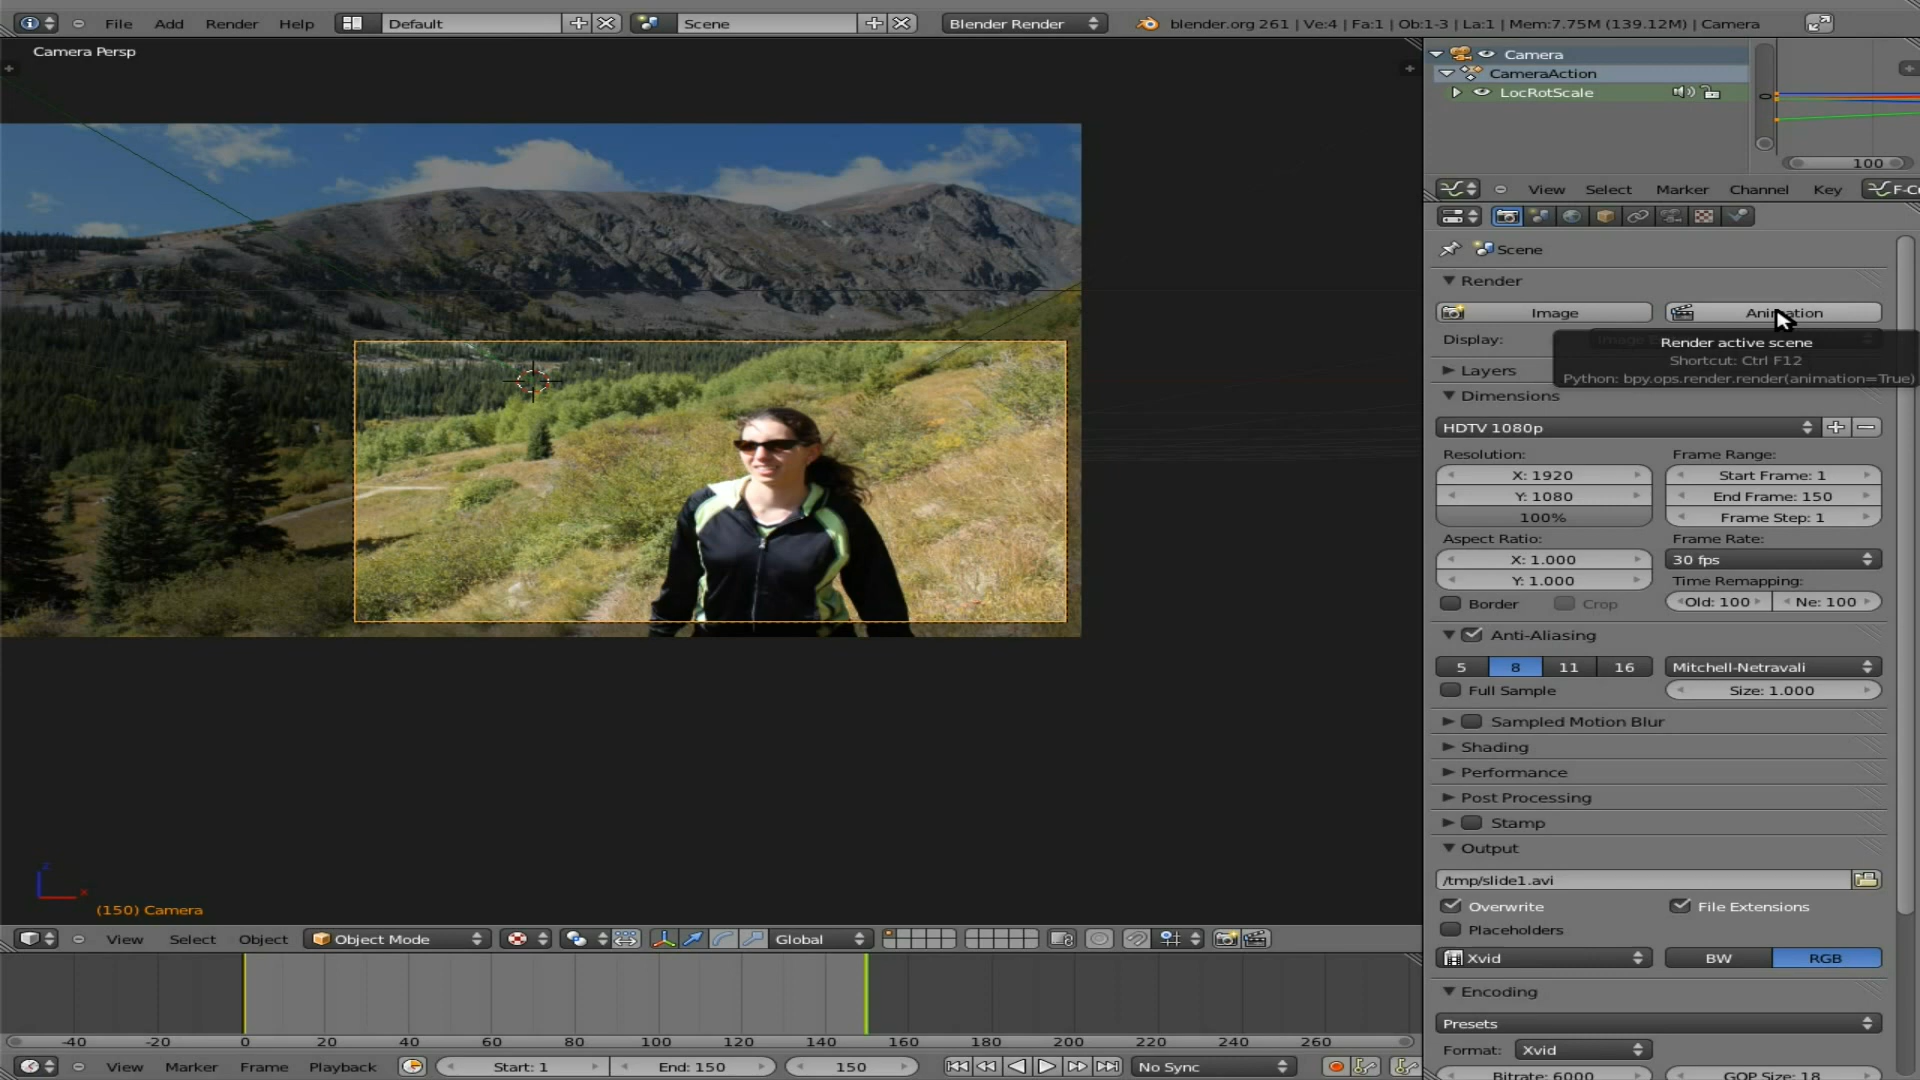 File Add Render Help Default Scene Blender Render blender.org 261 | Ve:4 | Fa:1 | Ob:1-3 | La:1 | Mem:7.75M (139.12M) | Camera
Camera Persp
Camera
CameraAction
LocRotScale
100
View Select Marker Channel Key F-Cu
Scene
Render
Image Animation
Display:
Render active scene
Shortcut: Ctrl F12
Python: bpy.ops.render.render(animation=True)
Layers
Dimensions
HDTV 1080p
Resolution: Frame Range:
X: 1920 Start Frame: 1
Y: 1080 End Frame: 150
100% Frame Step: 1
Aspect Ratio: Frame Rate:
X: 1.000 30 fps
Y: 1.000 Time Remapping:
Border Crop Old: 100 Ne: 100
Anti-Aliasing
5 8 11 16 Mitchell-Netravali
Full Sample Size: 1.000
Sampled Motion Blur
Shading
Performance
Post Processing
Stamp
Output
/tmp/slide1.avi
Overwrite File Extensions
Placeholders
Xvid BW RGB
Encoding
Presets
Format: Xvid
Bitrate: 6000 GOP Size: 18
z
x
(150) Camera
View Select Object Object Mode Global
-40 -20 0 20 40 60 80 100 120 140 160 180 200 220 240 260
View Marker Frame Playback Start: 1 End: 150 150 No Sync